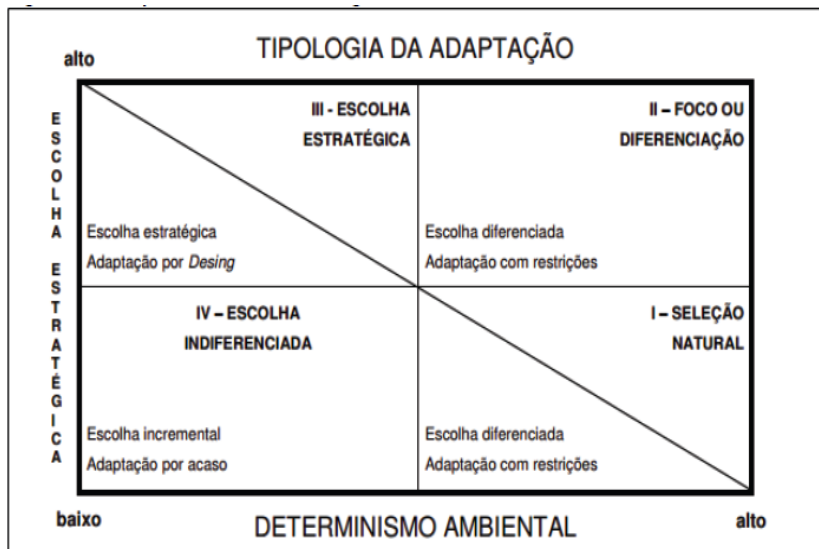 TIPOLOGIA DA ADAPTAÇÃO
alto
ESCOLHA ESTRATÉGICA
III - ESCOLHA
ESTRATÉGICA
Escolha estratégica
Adaptação por Desing
II – FOCO OU
DIFERENCIAÇÃO
Escolha diferenciada
Adaptação com restrições
IV – ESCOLHA
INDIFERENCIADA
Escolha incremental
Adaptação por acaso
I – SELEÇÃO
NATURAL
Escolha diferenciada
Adaptação com restrições
baixo
DETERMINISMO AMBIENTAL
alto